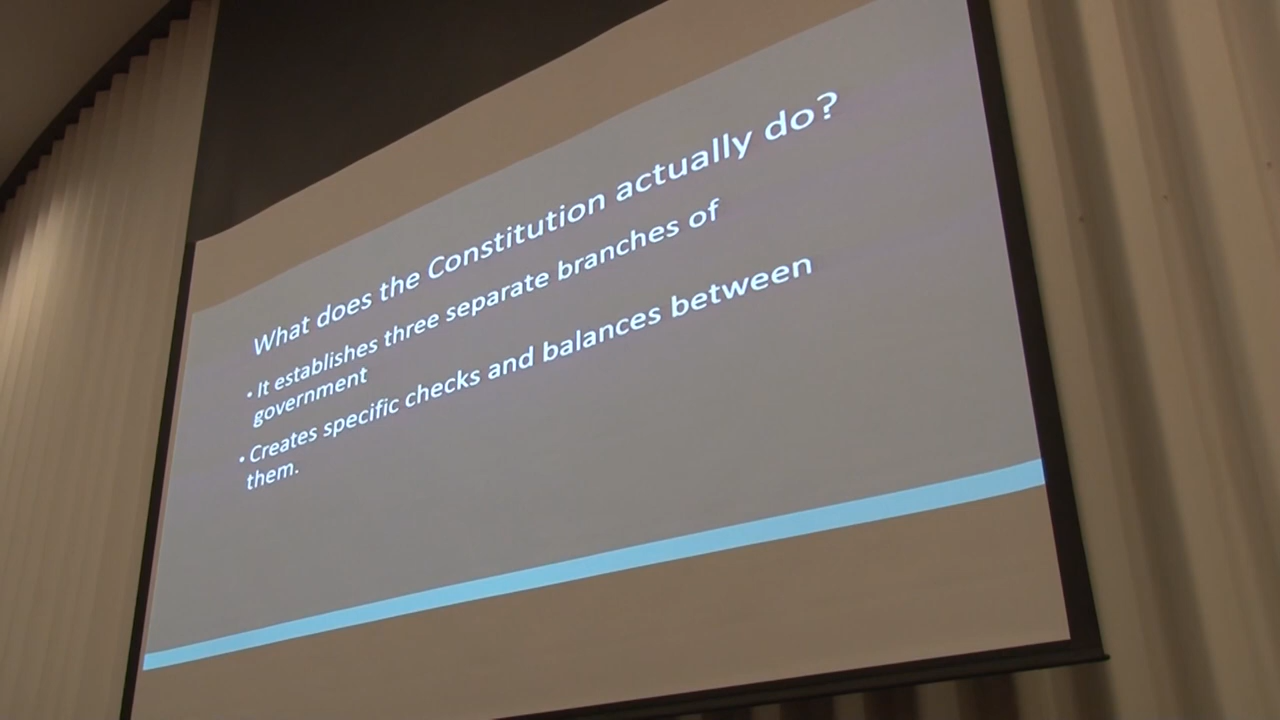 What does the Constitution actually do?
• It establishes three separate branches of
government
• Creates specific checks and balances between
them.